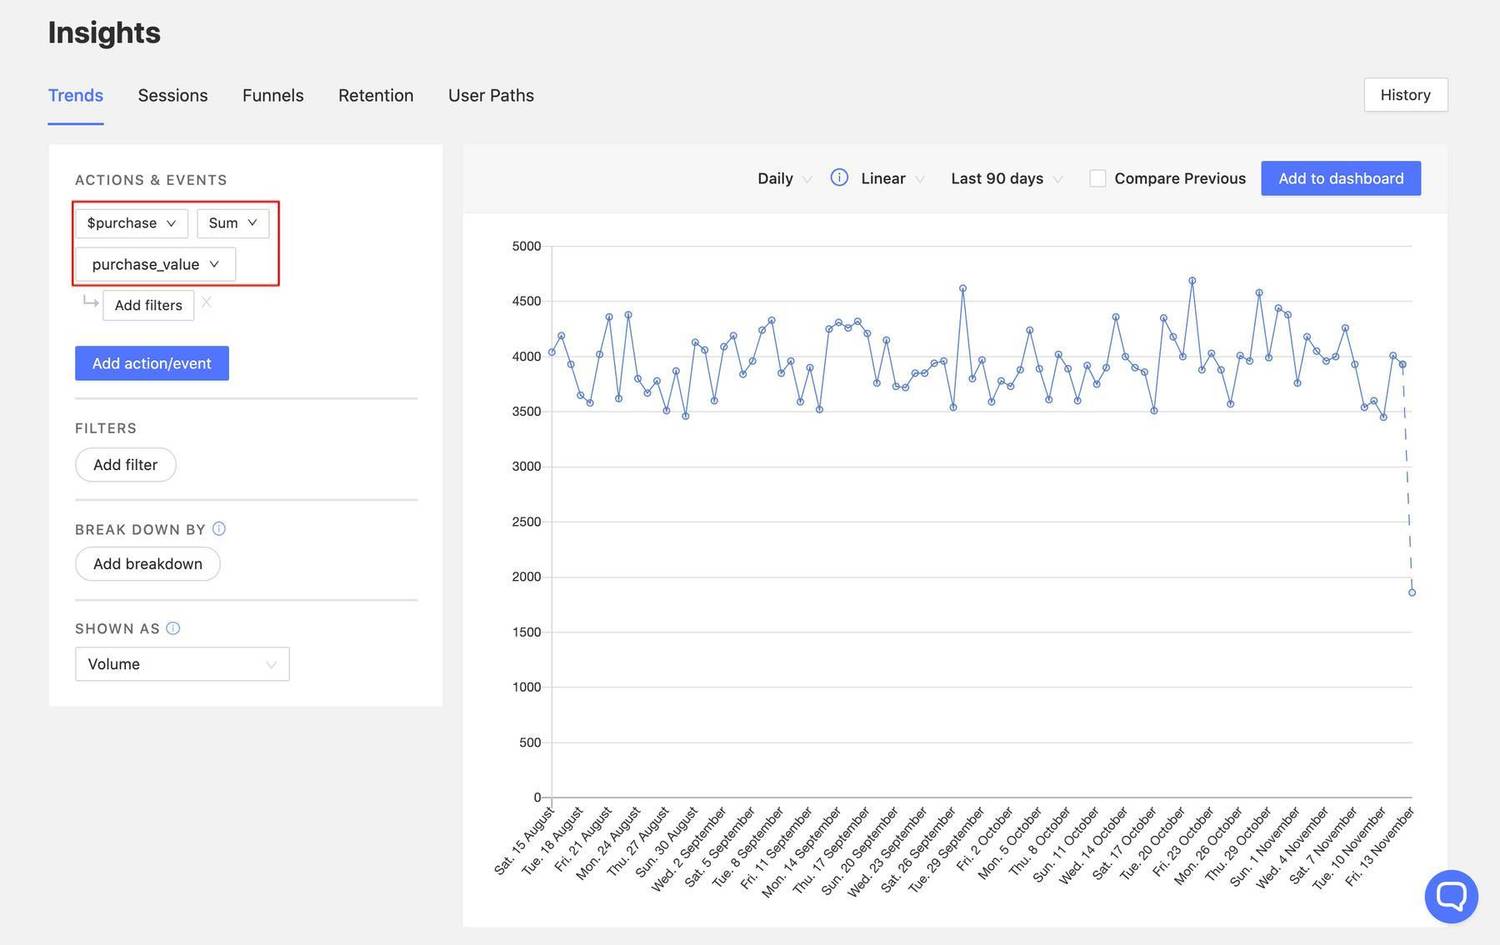 Insights
Trends Sessions Funnels Retention User Paths
History
ACTIONS & EVENTS
$purchase Sum
purchase_value
Add filters
Add action/event
FILTERS
Add filter
BREAK DOWN BY
Add breakdown
SHOWN AS
Volume
Daily Linear Last 90 days Compare Previous Add to dashboard
5000
4500
4000
3500
3000
2500
2000
1500
1000
500
0
Sat. 15 August
Tue. 18 August
Fri. 21 August
Mon. 24 August
Thu. 27 August
Sun. 30 August
Wed. 2 September
Sat. 5 September
Tue. 8 September
Fri. 11 September
Mon. 14 September
Thu. 17 September
Sun. 20 September
Wed. 23 September
Sat. 26 September
Tue. 29 September
Fri. 2 October
Mon. 5 October
Thu. 8 October
Sun. 11 October
Wed. 14 October
Sat. 17 October
Tue. 20 October
Fri. 23 October
Mon. 26 October
Thu. 29 October
Sun. 1 November
Wed. 4 November
Sat. 7 November
Tue. 10 November
Fri. 13 November